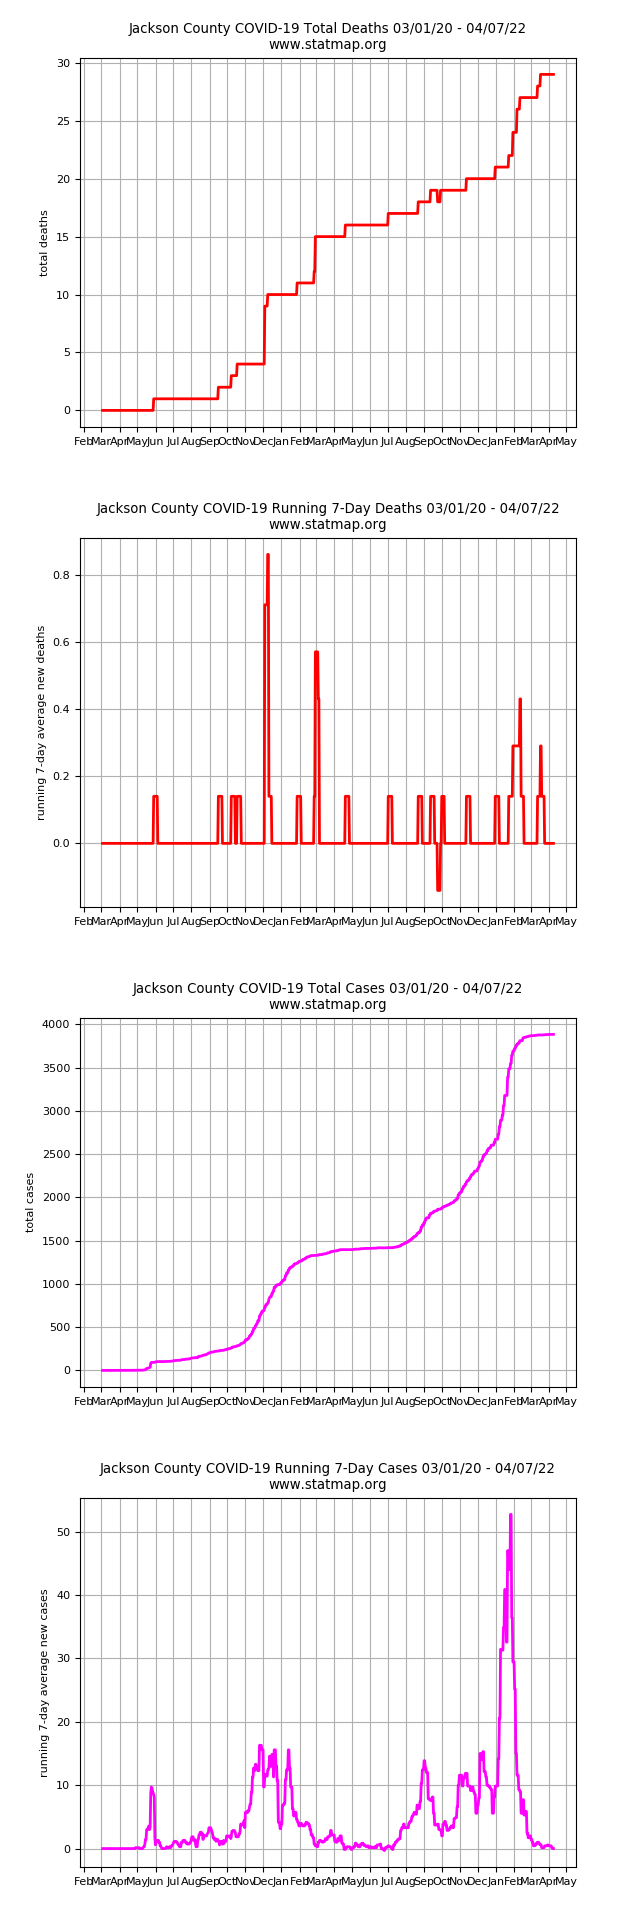 Jackson County COVID-19 Total Deaths 03/01/20 - 04/07/22
www.statmap.org
30
25
20
15
10
5
0
total deaths
Feb Mar Apr May Jun Jul Aug Sep Oct Nov Dec Jan Feb Mar Apr May Jun Jul Aug Sep Oct Nov Dec Jan Feb Mar Apr May
Jackson County COVID-19 Running 7-Day Deaths 03/01/20 - 04/07/22
www.statmap.org
0.8
0.6
0.4
0.2
0.0
running 7-day average new deaths
Feb Mar Apr May Jun Jul Aug Sep Oct Nov Dec Jan Feb Mar Apr May Jun Jul Aug Sep Oct Nov Dec Jan Feb Mar Apr May
Jackson County COVID-19 Total Cases 03/01/20 - 04/07/22
www.statmap.org
4000
3500
3000
2500
2000
1500
1000
500
0
total cases
Feb Mar Apr May Jun Jul Aug Sep Oct Nov Dec Jan Feb Mar Apr May Jun Jul Aug Sep Oct Nov Dec Jan Feb Mar Apr May
Jackson County COVID-19 Running 7-Day Cases 03/01/20 - 04/07/22
www.statmap.org
50
40
30
20
10
0
running 7-day average new cases
Feb Mar Apr May Jun Jul Aug Sep Oct Nov Dec Jan Feb Mar Apr May Jun Jul Aug Sep Oct Nov Dec Jan Feb Mar Apr May